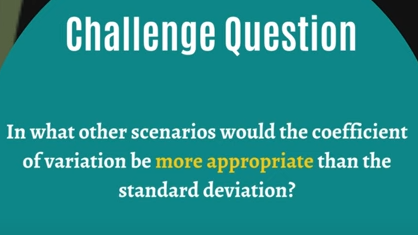 Challenge Question
In what other scenarios would the coefficient
of variation be more appropriate than the
standard deviation?